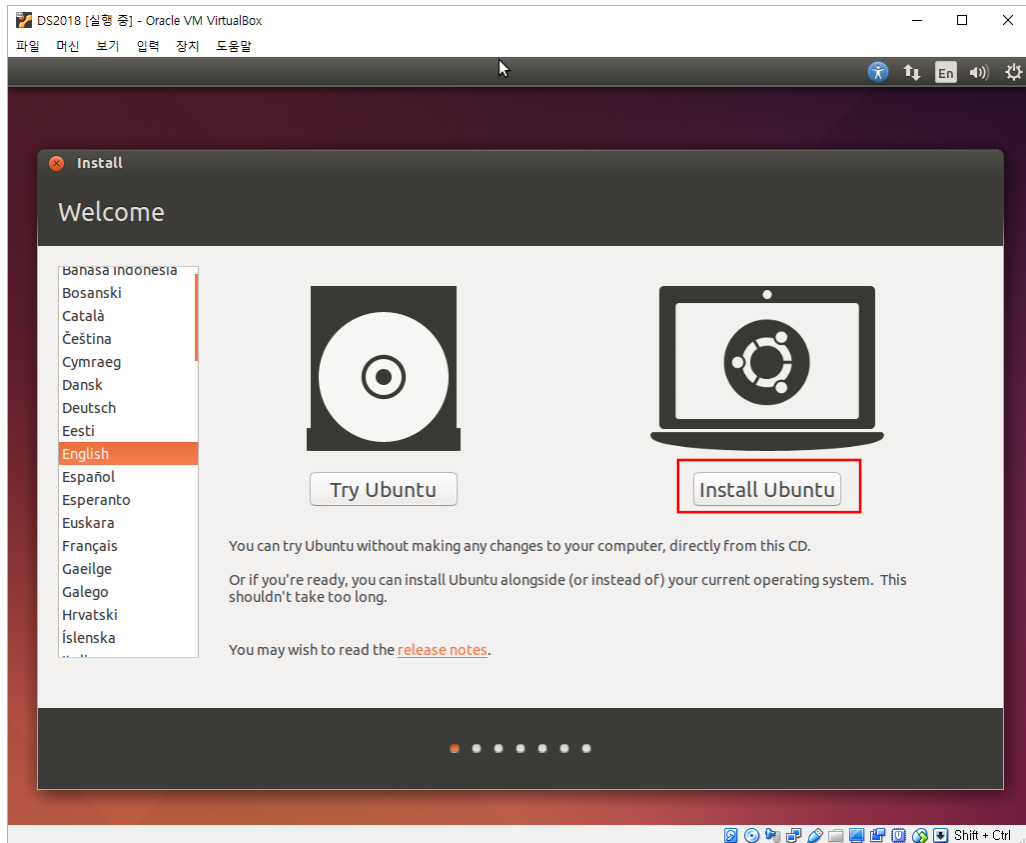 DS2018 [실행 중] - Oracle VM VirtualBox
파일 머신 보기 입력 장치 도움말
En
Install
Welcome
Bahasa Indonesia
Bosanski
Català
Čeština
Cymraeg
Dansk
Deutsch
Eesti
English
Español
Esperanto
Euskara
Français
Gaeilge
Galego
Hrvatski
Íslenska
Try Ubuntu
Install Ubuntu
You can try Ubuntu without making any changes to your computer, directly from this CD.
Or if you're ready, you can install Ubuntu alongside (or instead of) your current operating system. This
shouldn't take too long.
You may wish to read the release notes.
Shift + Ctrl